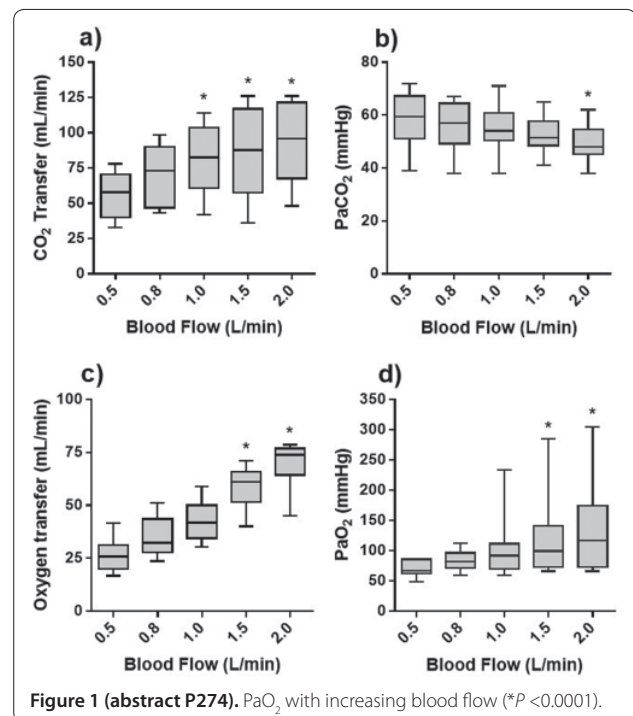 a)
CO₂ Transfer (mL/min)
150
125
100
75
50
25
0
* * *
0.5 0.8 1.0 1.5 2.0
Blood Flow (L/min)
b)
PaCO₂ (mmHg)
80
60
40
20
0
*
0.5 0.8 1.0 1.5 2.0
Blood Flow (L/min)
c)
Oxygen transfer (mL/min)
100
75
50
25
0
* *
0.5 0.8 1.0 1.5 2.0
Blood Flow (L/min)
d)
PaO₂ (mmHg)
350
300
250
200
150
100
50
0
* *
0.5 0.8 1.0 1.5 2.0
Blood Flow (L/min)
Figure 1 (abstract P274). PaO₂ with increasing blood flow (*P <0.0001).